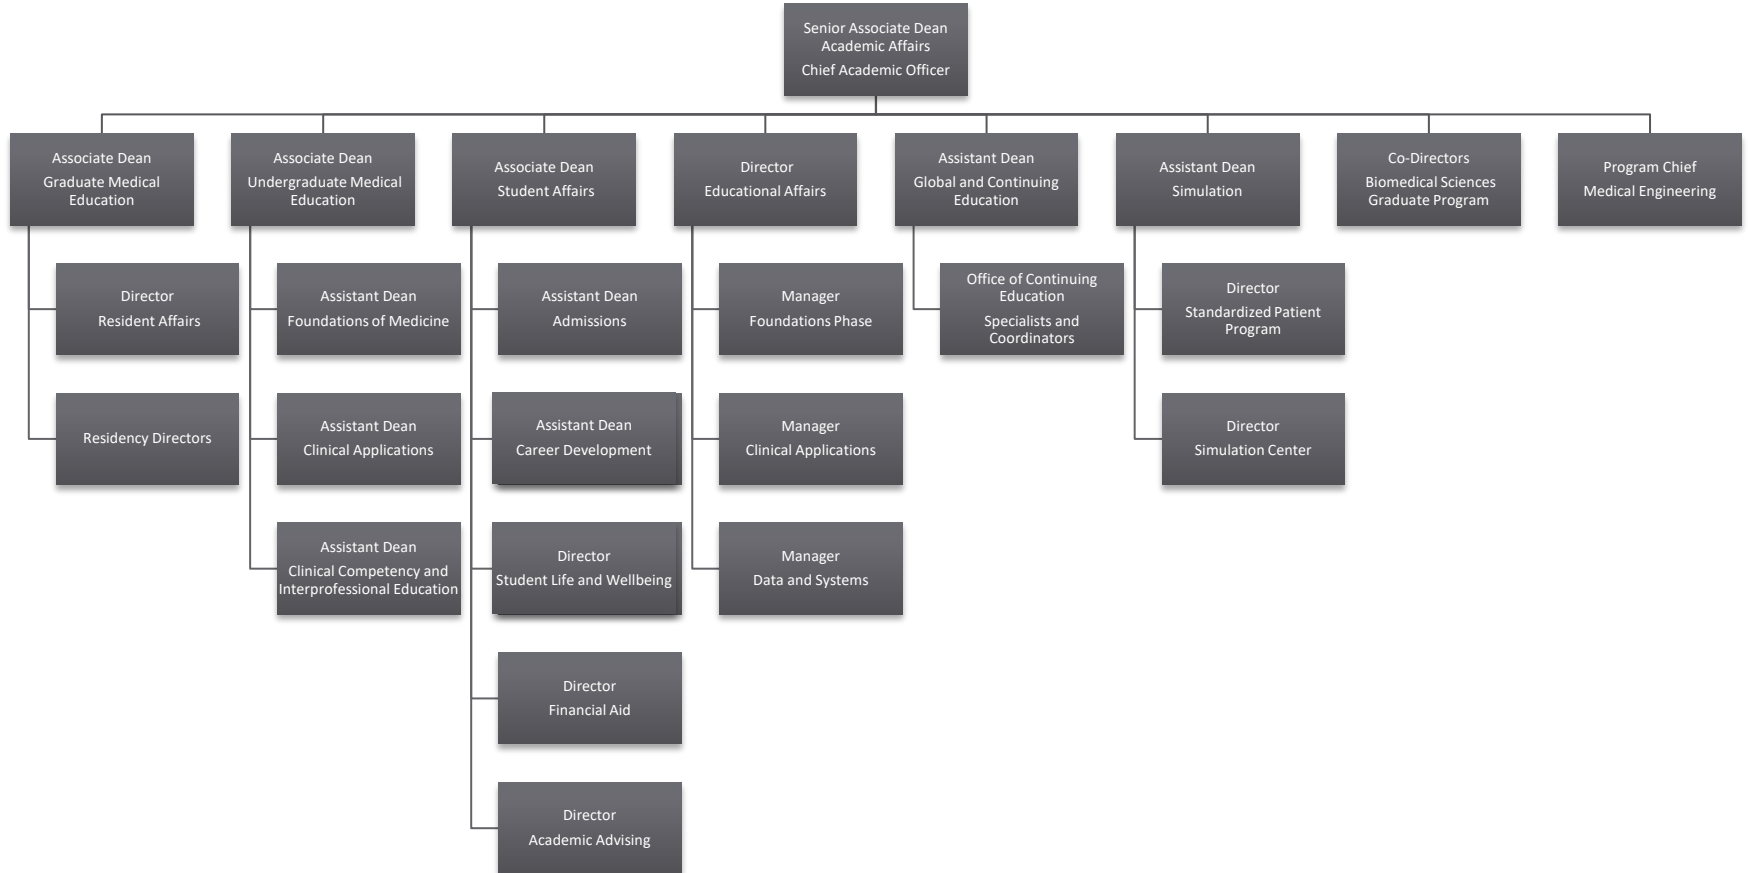 Senior Associate Dean
Academic Affairs
Chief Academic Officer
Associate Dean
Graduate Medical
Education
Associate Dean
Undergraduate Medical
Education
Associate Dean
Student Affairs
Director
Educational Affairs
Assistant Dean
Global and Continuing
Education
Assistant Dean
Simulation
Co-Directors
Biomedical Sciences
Graduate Program
Program Chief
Medical Engineering
Director
Resident Affairs
Assistant Dean
Foundations of Medicine
Assistant Dean
Admissions
Manager
Foundations Phase
Office of Continuing
Education
Specialists and
Coordinators
Director
Standardized Patient
Program
Residency Directors
Assistant Dean
Clinical Applications
Assistant Dean
Career Development
Manager
Clinical Applications
Director
Simulation Center
Assistant Dean
Clinical Competency and
Interprofessional Education
Director
Student Life and Wellbeing
Manager
Data and Systems
Director
Financial Aid
Director
Academic Advising